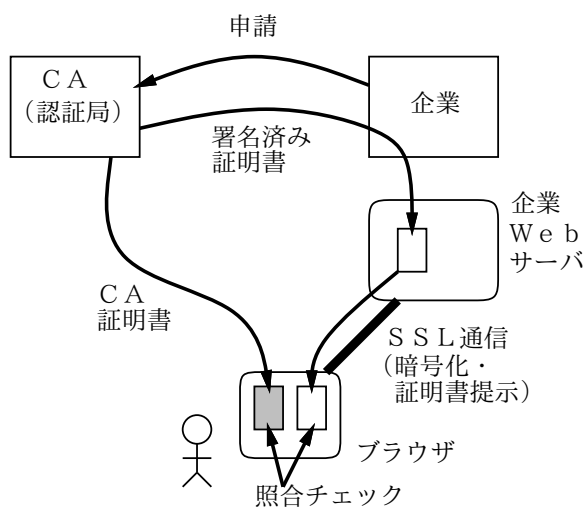 申請
ＣＡ
（認証局）
企業
署名済み
証明書
企業
Ｗｅｂ
サーバ
ＣＡ
証明書
ＳＳＬ通信
（暗号化・
証明書提示）
ブラウザ
照合チェック